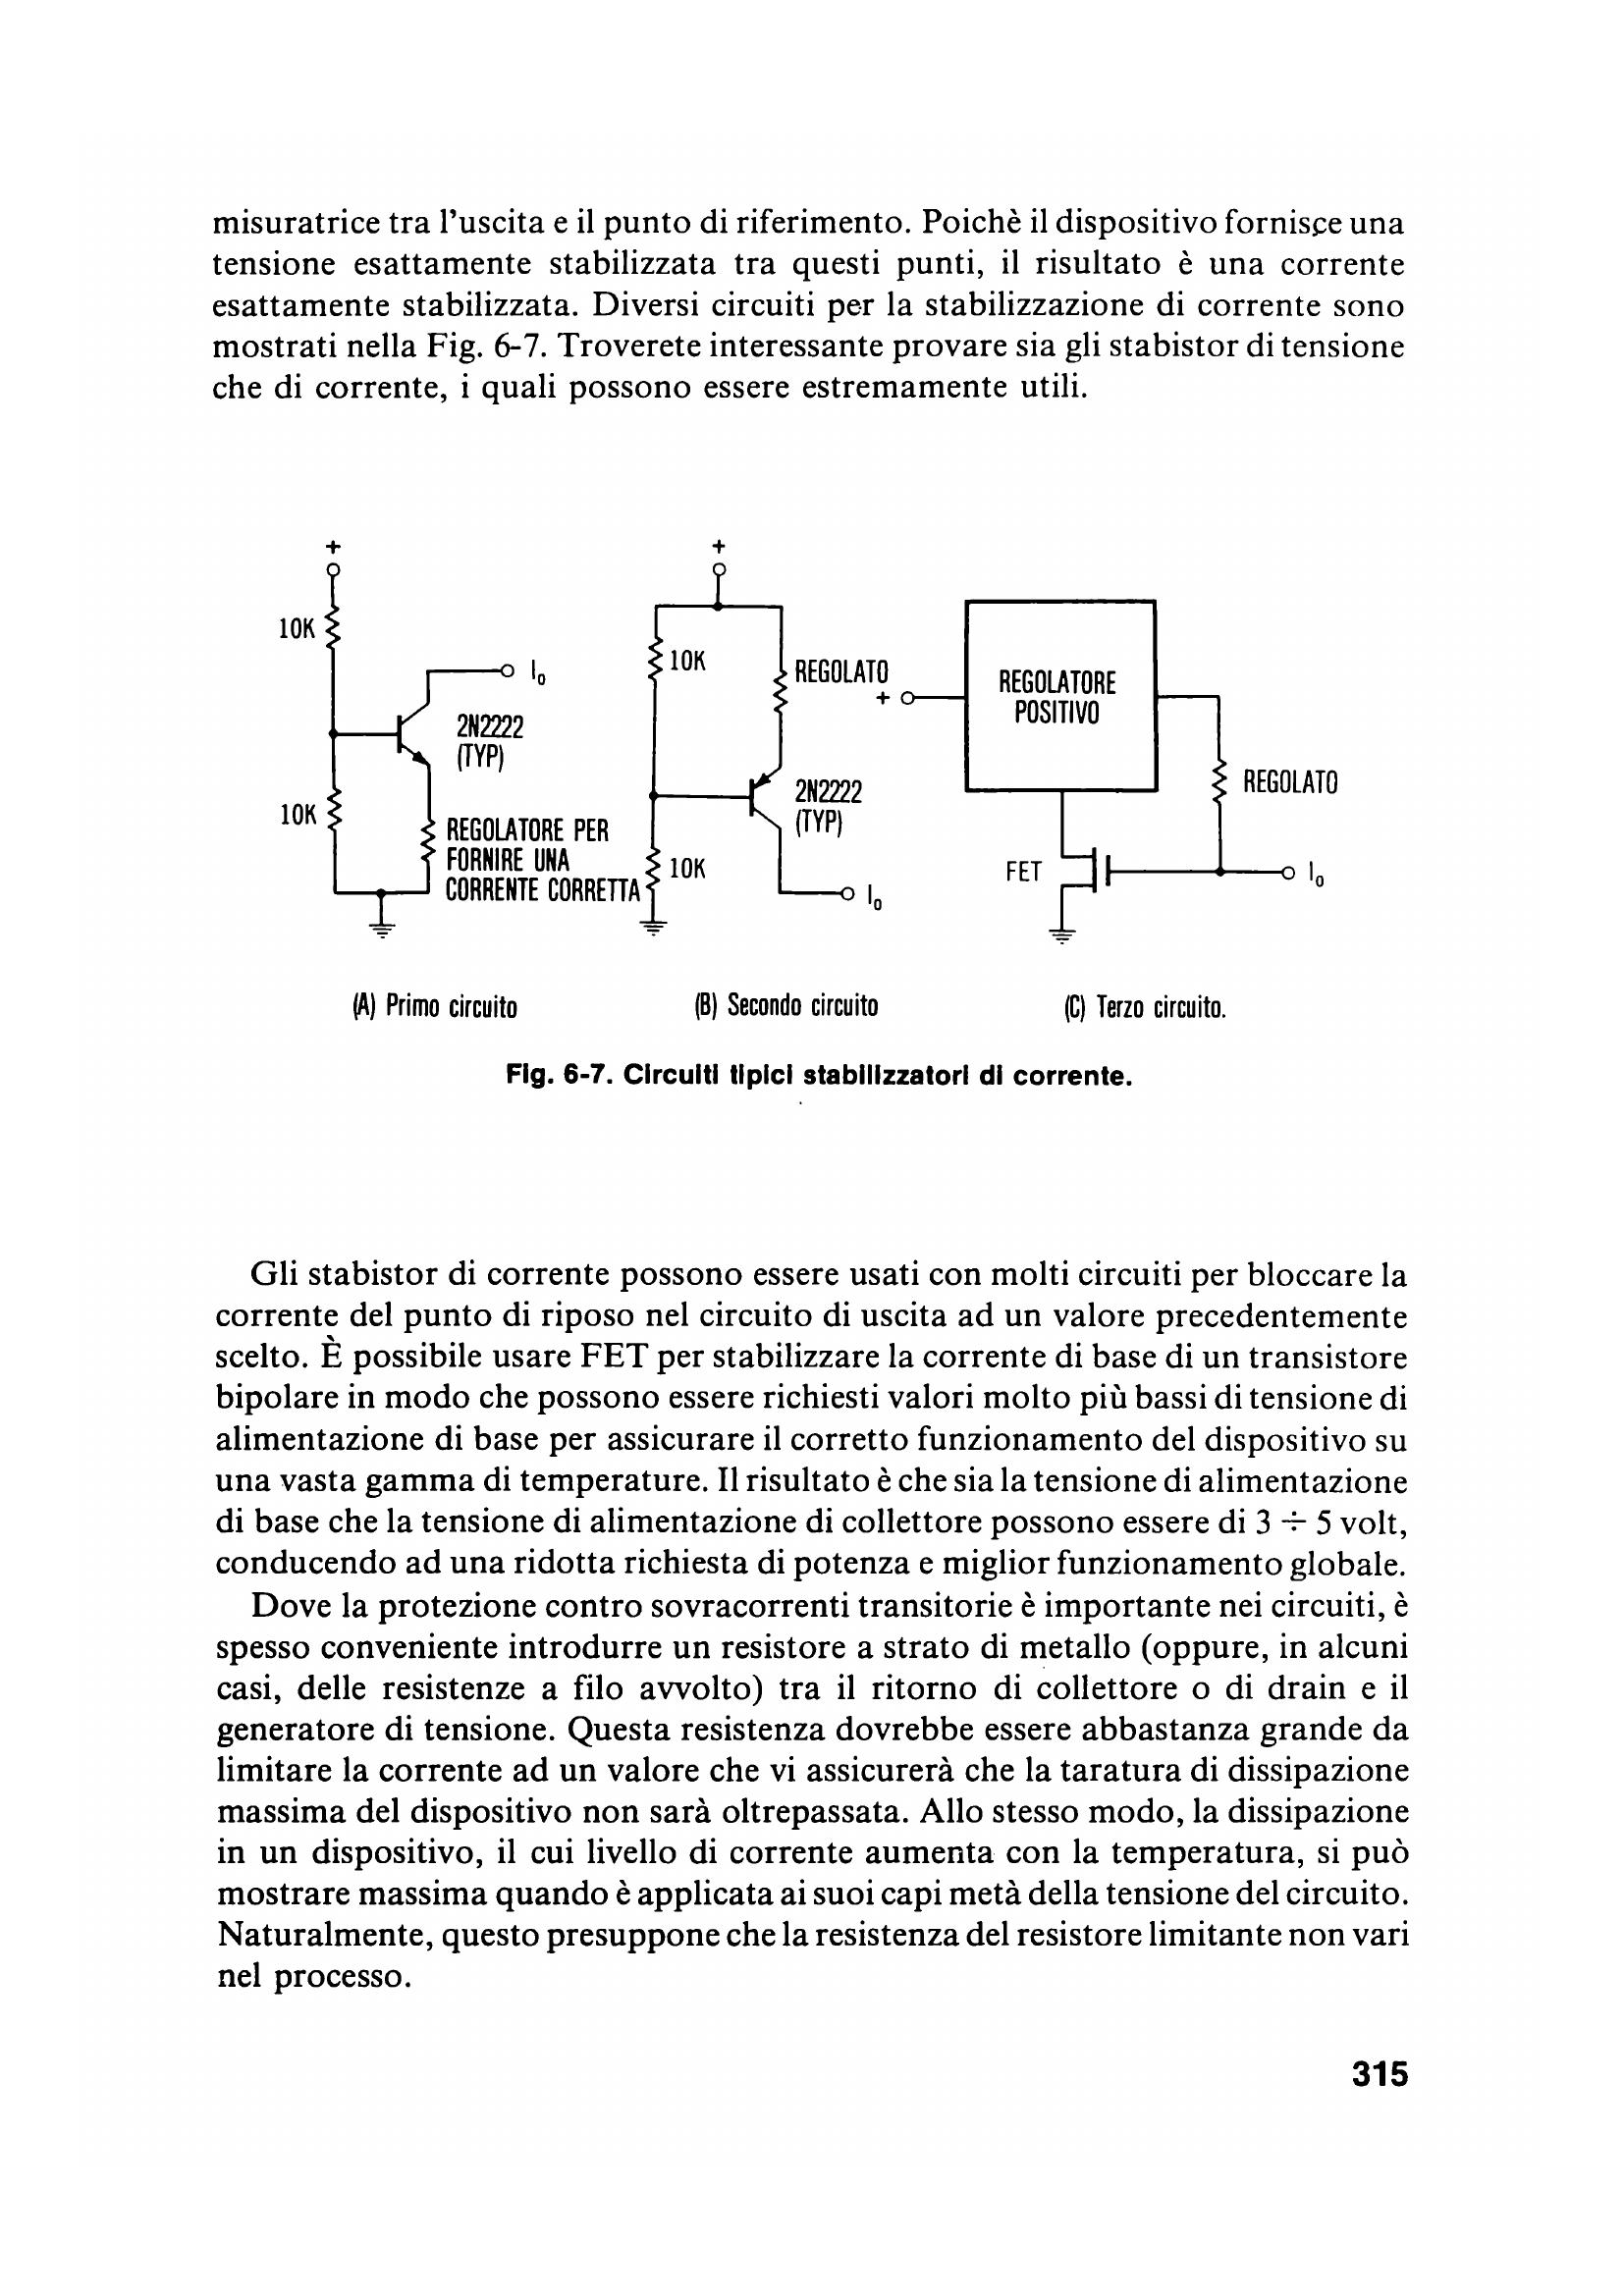 misuratrice tra l'uscita e il punto di riferimento. Poichè il dispositivo fornisce una
tensione esattamente stabilizzata tra questi punti, il risultato è una corrente
esattamente stabilizzata. Diversi circuiti per la stabilizzazione di corrente sono
mostrati nella Fig. 6-7. Troverete interessante provare sia gli stabistor di tensione
che di corrente, i quali possono essere estremamente utili.
+
10K
I0
2N2222
(TYP)
10K
REGOLATORE PER
FORNIRE UNA
CORRENTE CORRETTA
(A) Primo circuito
+
10K
REGOLATO
2N2222
(TYP)
10K
I0
(B) Secondo circuito
+
REGOLATORE
POSITIVO
REGOLATO
FET
I0
(C) Terzo circuito.
Fig. 6-7. Circuiti tipici stabilizzatori di corrente.
Gli stabistor di corrente possono essere usati con molti circuiti per bloccare la
corrente del punto di riposo nel circuito di uscita ad un valore precedentemente
scelto. È possibile usare FET per stabilizzare la corrente di base di un transistore
bipolare in modo che possono essere richiesti valori molto più bassi di tensione di
alimentazione di base per assicurare il corretto funzionamento del dispositivo su
una vasta gamma di temperature. Il risultato è che sia la tensione di alimentazione
di base che la tensione di alimentazione di collettore possono essere di 3 ÷ 5 volt,
conducendo ad una ridotta richiesta di potenza e miglior funzionamento globale.
Dove la protezione contro sovracorrenti transitorie è importante nei circuiti, è
spesso conveniente introdurre un resistore a strato di metallo (oppure, in alcuni
casi, delle resistenze a filo avvolto) tra il ritorno di collettore o di drain e il
generatore di tensione. Questa resistenza dovrebbe essere abbastanza grande da
limitare la corrente ad un valore che vi assicurerà che la taratura di dissipazione
massima del dispositivo non sarà oltrepassata. Allo stesso modo, la dissipazione
in un dispositivo, il cui livello di corrente aumenta con la temperatura, si può
mostrare massima quando è applicata ai suoi capi metà della tensione del circuito.
Naturalmente, questo presuppone che la resistenza del resistore limitante non vari
nel processo.
315